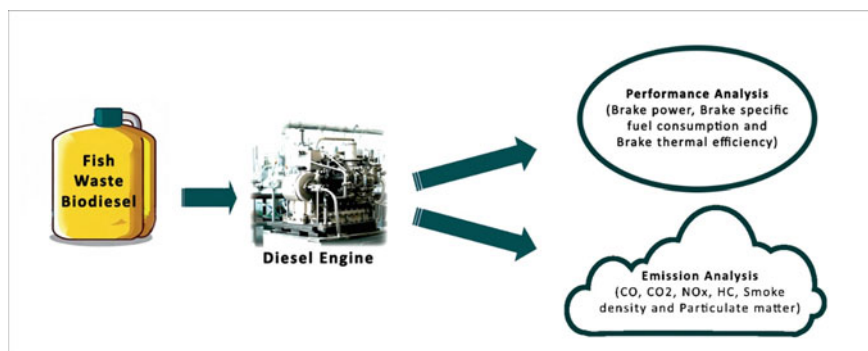 Fish
Waste
Biodiesel
Diesel Engine
Performance Analysis
(Brake power, Brake specific
fuel consumption and
Brake thermal efficiency)
Emission Analysis
(CO, CO2, NOx, HC, Smoke
density and Particulate matter)